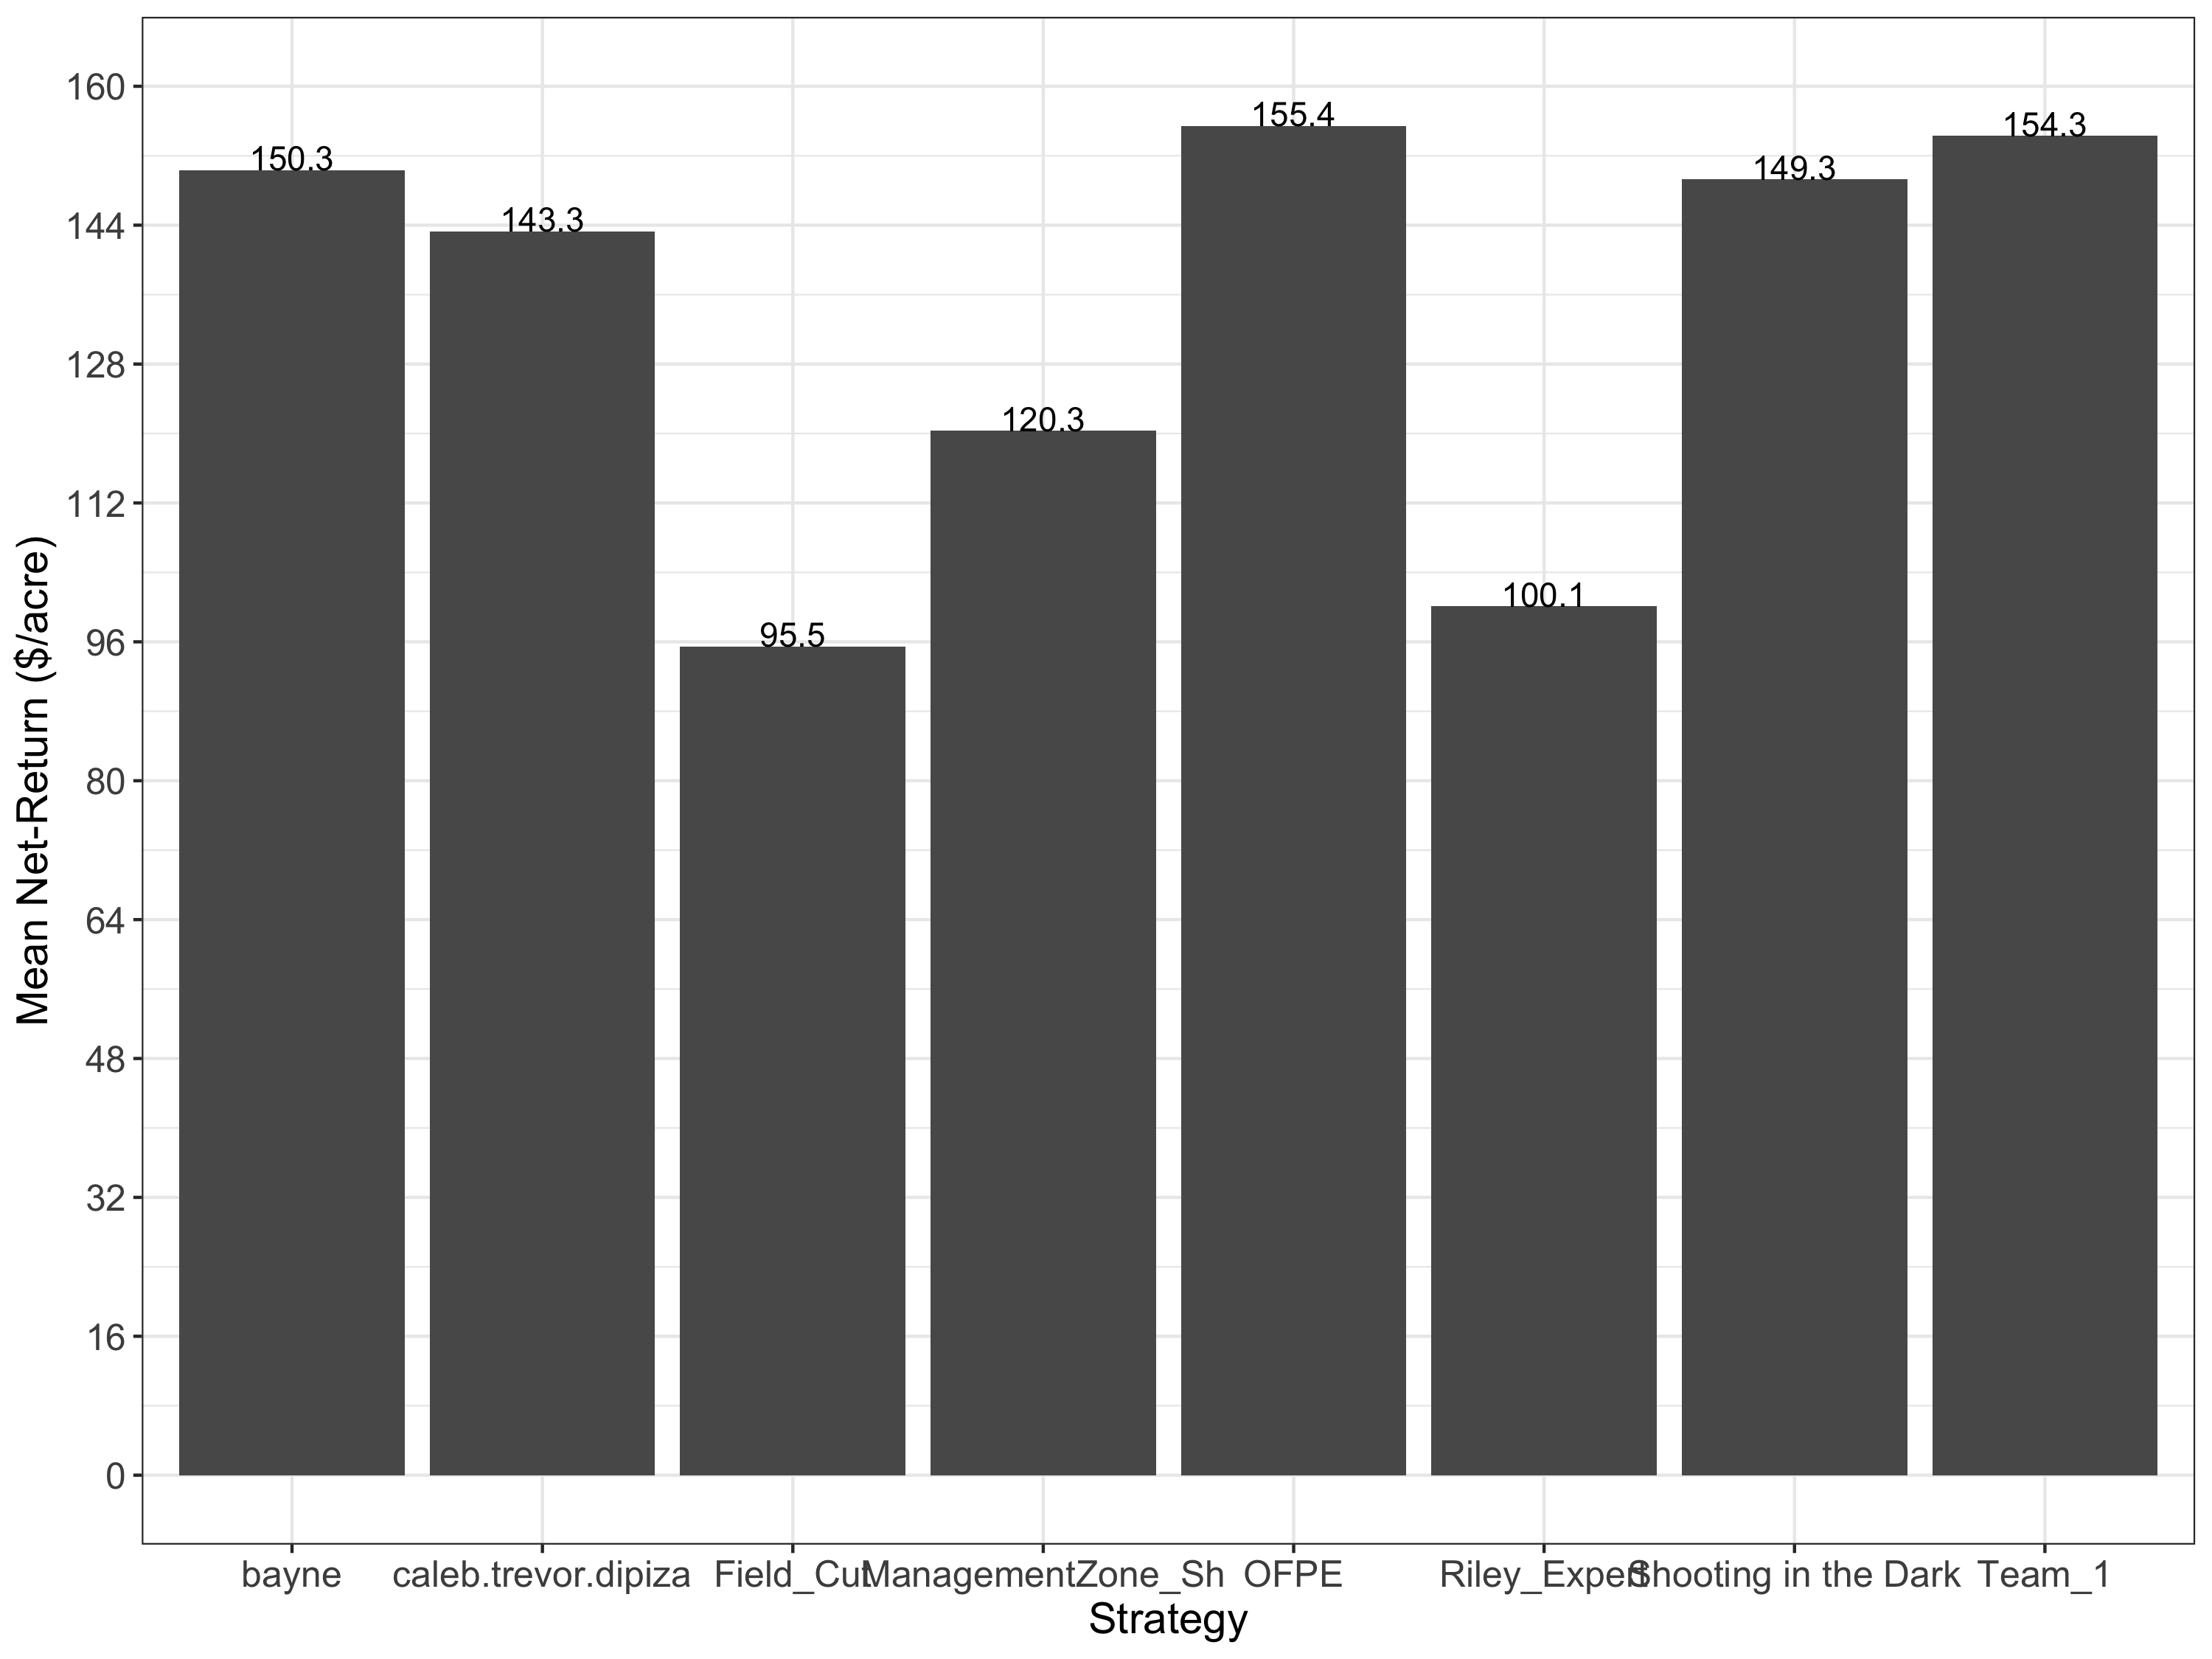 Mean Net-Return ($/acre)
160
144
128
112
96
80
64
48
32
16
0
150.3
143.3
95.5
120.3
155.4
100.1
149.3
154.3
bayne
caleb.trevor.dipiza
Field_Cut
ManagementZone_Sh
OFPE
Riley_Expert
Shooting in the Dark
Team_1
Strategy